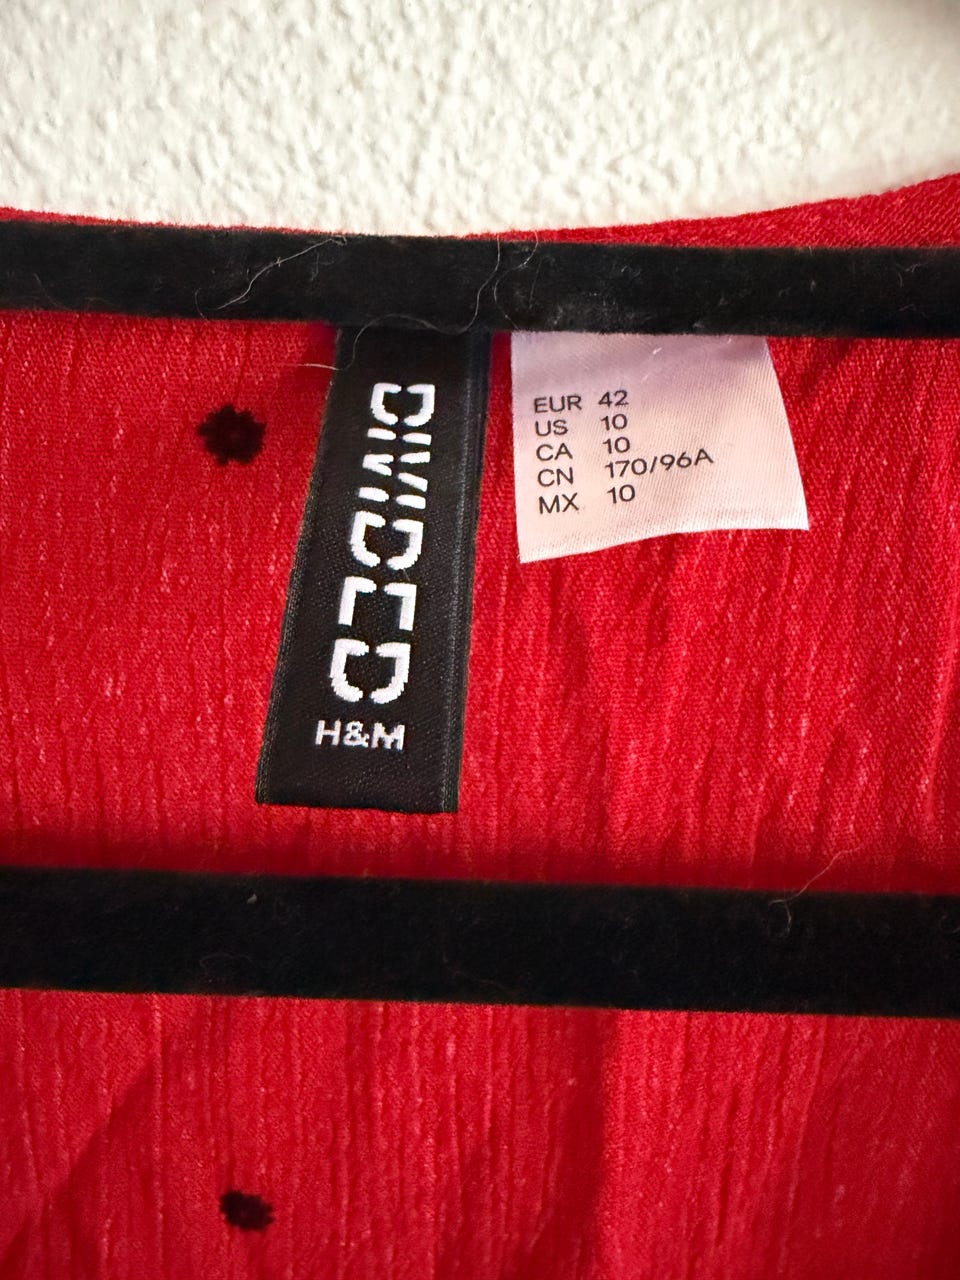 DIVIDED
H&M
EUR 42
US 10
CA 10
CN 170/96A
MX 10